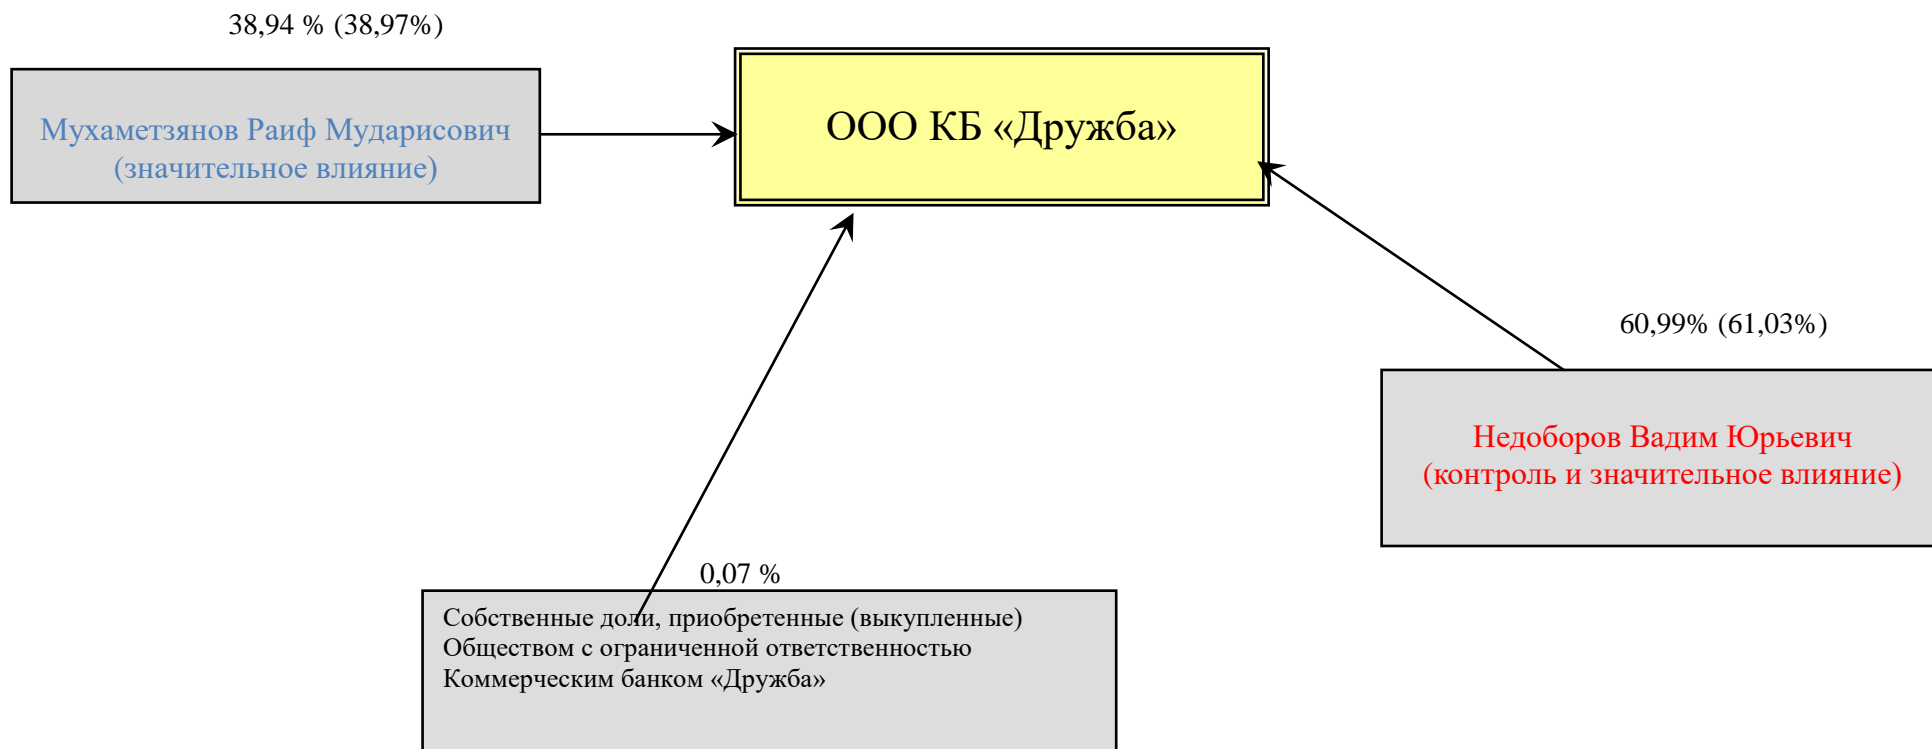 38,94 % (38,97%)
Мухаметзянов Раиф Мударисович
(значительное влияние)
ООО КБ «Дружба»
60,99% (61,03%)
Недоборов Вадим Юрьевич
(контроль и значительное влияние)
0,07 %
Собственные доли, приобретенные (выкупленные)
Обществом с ограниченной ответственностью
Коммерческим банком «Дружба»